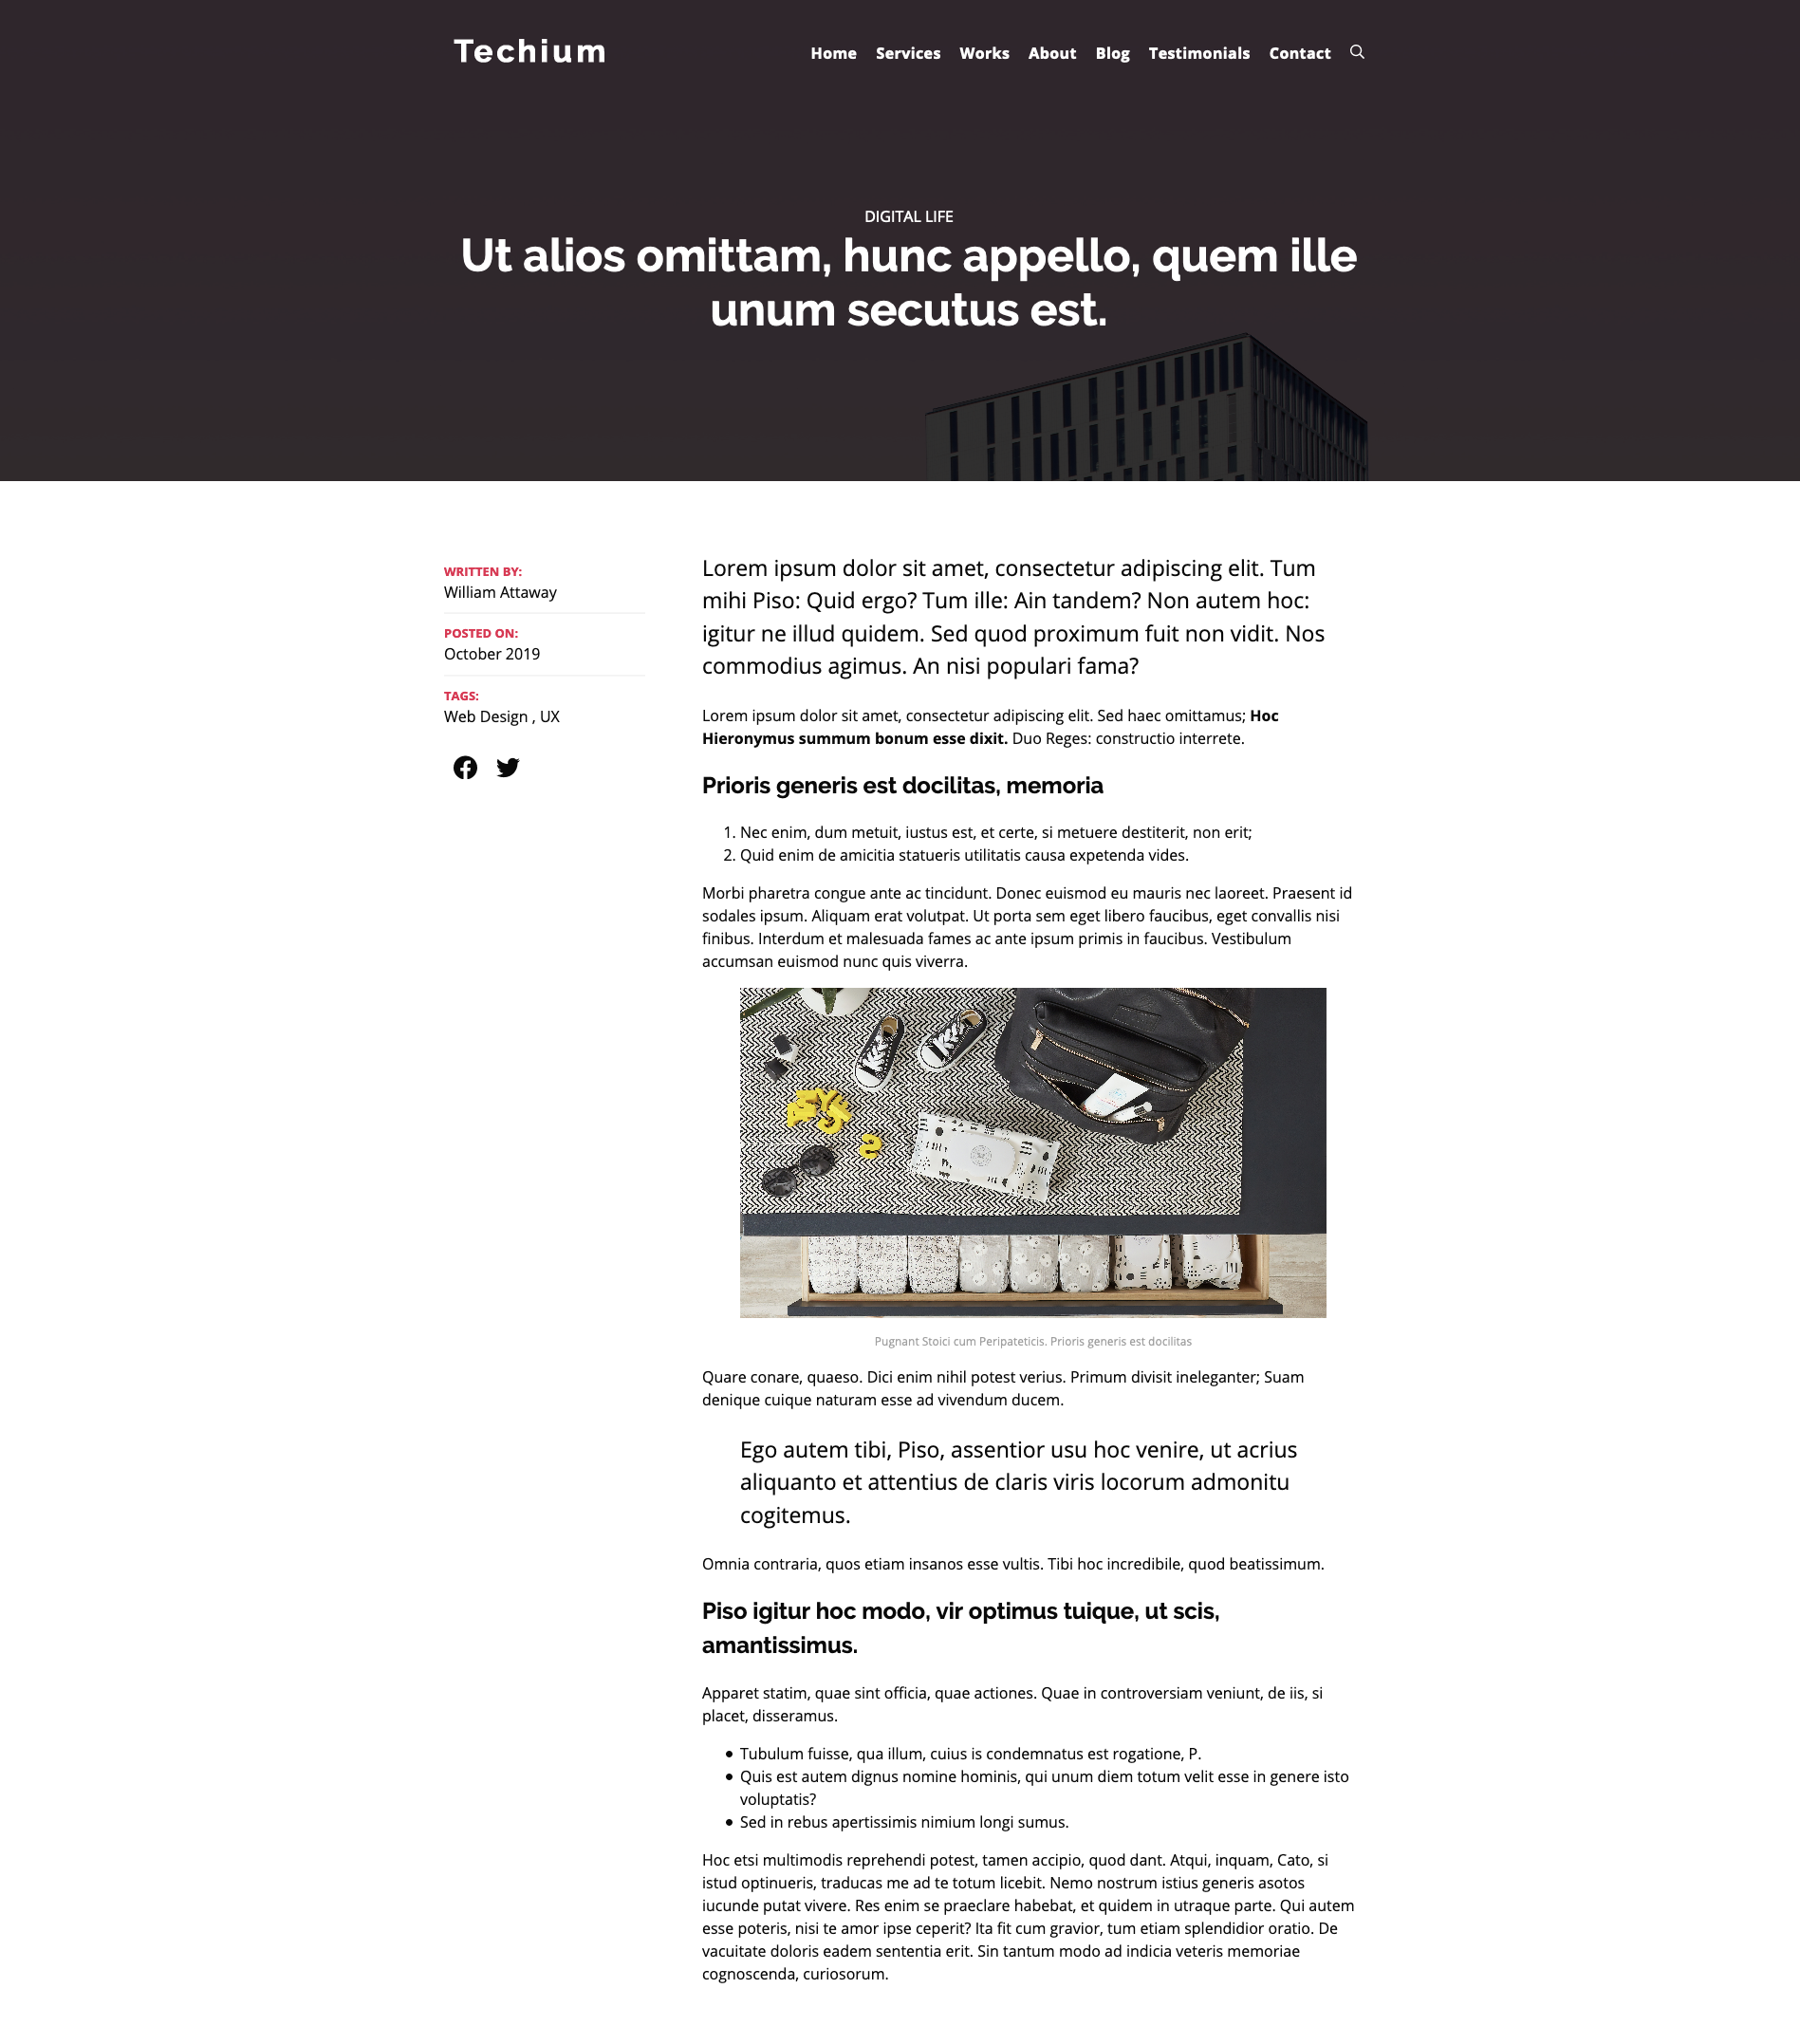 Techium
Home Services Works About Blog Testimonials Contact
DIGITAL LIFE
Ut alios omittam, hunc appello, quem ille
unum secutus est.
WRITTEN BY:
William Attaway
POSTED ON:
October 2019
TAGS:
Web Design , UX
Lorem ipsum dolor sit amet, consectetur adipiscing elit. Tum
mihi Piso: Quid ergo? Tum ille: Ain tandem? Non autem hoc:
igitur ne illud quidem. Sed quod proximum fuit non vidit. Nos
commodius agimus. An nisi populari fama?
Lorem ipsum dolor sit amet, consectetur adipiscing elit. Sed haec omittamus; Hoc
Hieronymus summum bonum esse dixit. Duo Reges: constructio interrete.
Prioris generis est docilitas, memoria
1. Nec enim, dum metuit, iustus est, et certe, si metuere destiterit, non erit;
2. Quid enim de amicitia statueris utilitatis causa expetenda vides.
Morbi pharetra congue ante ac tincidunt. Donec euismod eu mauris nec laoreet. Praesent id
sodales ipsum. Aliquam erat volutpat. Ut porta sem eget libero faucibus, eget convallis nisi
finibus. Interdum et malesuada fames ac ante ipsum primis in faucibus. Vestibulum
accumsan euismod nunc quis viverra.
Pugnant Stoici cum Peripateticis. Prioris generis est docilitas
Quare conare, quaeso. Dici enim nihil potest verius. Primum divisit ineleganter; Suam
denique cuique naturam esse ad vivendum ducem.
Ego autem tibi, Piso, assentior usu hoc venire, ut acrius
aliquanto et attentius de claris viris locorum admonitu
cogitemus.
Omnia contraria, quos etiam insanos esse vultis. Tibi hoc incredibile, quod beatissimum.
Piso igitur hoc modo, vir optimus tuique, ut scis,
amantissimus.
Apparet statim, quae sint officia, quae actiones. Quae in controversiam veniunt, de iis, si
placet, disseramus.
• Tubulum fuisse, qua illum, cuius is condemnatus est rogatione, P.
• Quis est autem dignus nomine hominis, qui unum diem totum velit esse in genere isto
voluptatis?
• Sed in rebus apertissimis nimium longi sumus.
Hoc etsi multimodis reprehendi potest, tamen accipio, quod dant. Atqui, inquam, Cato, si
istud optinueris, traducas me ad te totum licebit. Nemo nostrum istius generis asotos
iucunde putat vivere. Res enim se praeclare habebat, et quidem in utraque parte. Qui autem
esse poteris, nisi te amor ipse ceperit? Ita fit cum gravior, tum etiam splendidior oratio. De
vacuitate doloris eadem sententia erit. Sin tantum modo ad indicia veteris memoriae
cognoscenda, curiosorum.